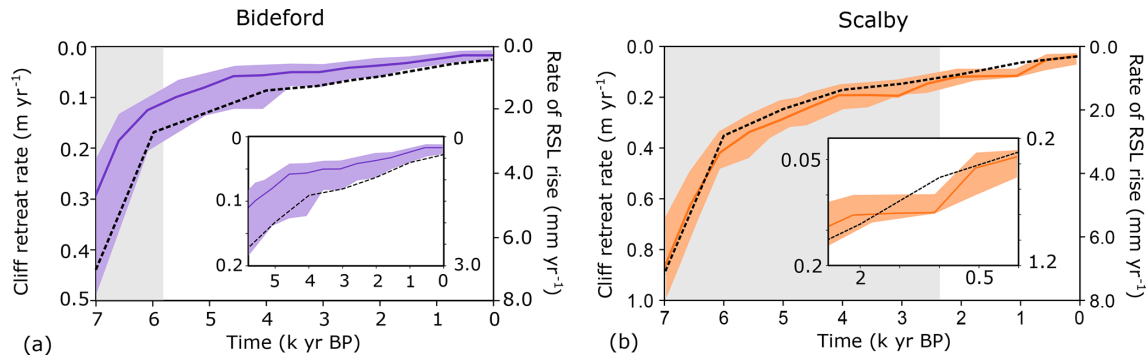 Bideford
Cliff retreat rate (m yr⁻¹)
0.0
0.1
0.2
0.3
0.4
0.5
0.0
2.0
4.0
6.0
8.0
Rate of RSL rise (mm yr⁻¹)
0
0.1
0.2
0
3.0
5 4 3 2 1 0
7 6 5 4 3 2 1 0
Time (k yr BP)
(a)
Scalby
Cliff retreat rate (m yr⁻¹)
0.0
0.2
0.4
0.6
0.8
1.0
0.0
2.0
4.0
6.0
8.0
Rate of RSL rise (mm yr⁻¹)
0.05
0.2
0.2
1.2
2 0.5
7 6 5 4 3 2 1 0
Time (k yr BP)
(b)